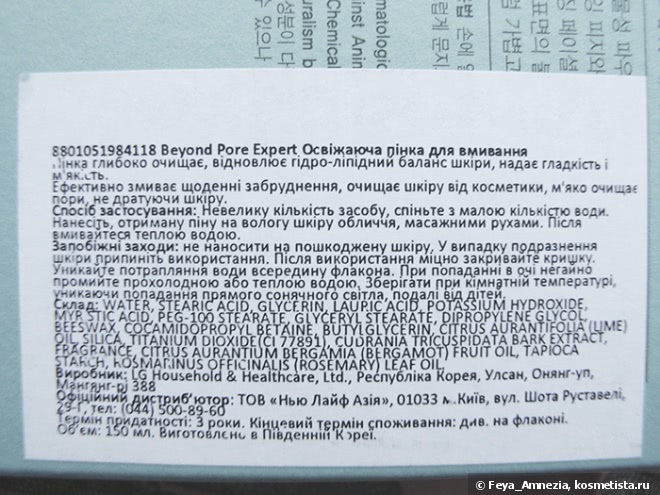 8801051984118 Beyond Pore Expert Освіжаюча пінка для вмивання
Пінка глибоко очищає, відновлює гідро-ліпідний баланс шкіри, надає гладкість і
м'якість.
Ефективно змиває щоденні забруднення, очищає шкіру від косметики, м'яко очищає
пори, не дратуючи шкіру.
Спосіб застосування: Невелику кількість засобу, спіньте з малою кількістю води.
Нанесіть, отриману піну на вологу шкіру обличчя, масажними рухами. Після
вмивайтеся теплою водою.
Запобіжні заходи: не наносити на пошкоджену шкіру, У випадку подразнення
шкіри припиніть використання. Після використання міцно закривайте кришку.
Уникайте потрапляння води всередину флакона. При попаданні в очі негайно
промийте прохолодною або теплою водою. Зберігати при кімнатній температурі,
уникаючи попадання прямого сонячного світла, подалі від дітей.
Склад: WATER, STEARIC ACID, GLYCERIN, LAURIC ACID, POTASSIUM HYDROXIDE,
MYRISTIC ACID, PEG-100 STEARATE, GLYCERYL STEARATE, DIPROPYLENE GLYCOL,
BEESWAX, COCAMIDOPROPYL BETAINE, BUTYLGLYCERIN, CITRUS AURANTIFOLIA (LIME)
OIL, SILICA, TITANIUM DIOXIDE(CI 77891), CUDRANIA TRICUSPIDATA BARK EXTRACT,
FRAGRANCE, CITRUS AURANTIUM BERGAMIA (BERGAMOT) FRUIT OIL, TAPIOCA
STARCH, ROSMARINUS OFFICINALIS (ROSEMARY) LEAF OIL,
Виробник: LG Household & Healthcare, Ltd., Республіка Корея, Улсан, Онянг-уп,
Мангянг-рі 388
Офіційний дистриб'ютор: ТОВ «Нью Лайф Азія», 01033 м.Київ, вул. Шота Руставелі,
29-Г, тел: (044) 500-89-60
Термін придатності: 3 роки. Кінцевий термін споживання: див. на флаконі.
Об'єм: 150 мл. Виготовлено в Південній Кореї.
© Feya_Amnezia, kosmetista.ru